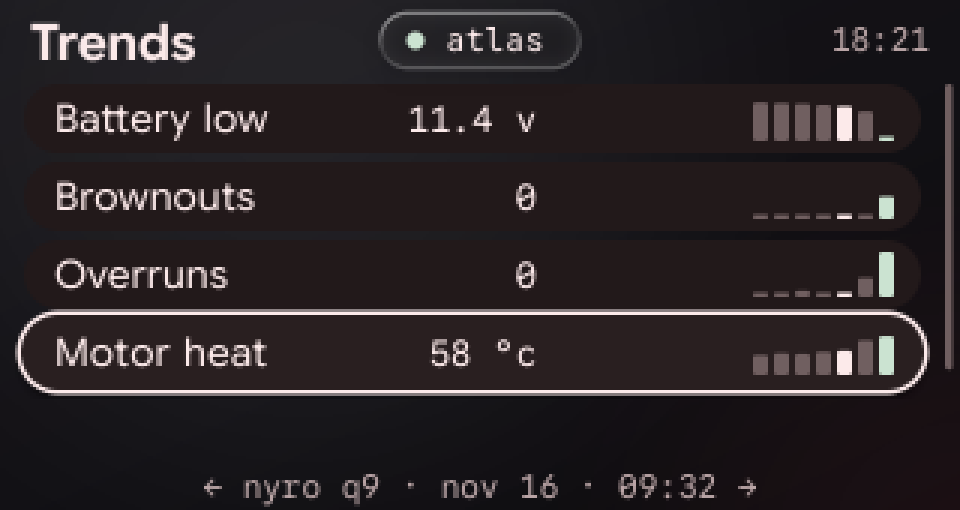 Trends
atlas
18:21
Battery low 11.4 v
Brownouts 0
Overruns 0
Motor heat 58 °c
← nyro q9 · nov 16 · 09:32 →